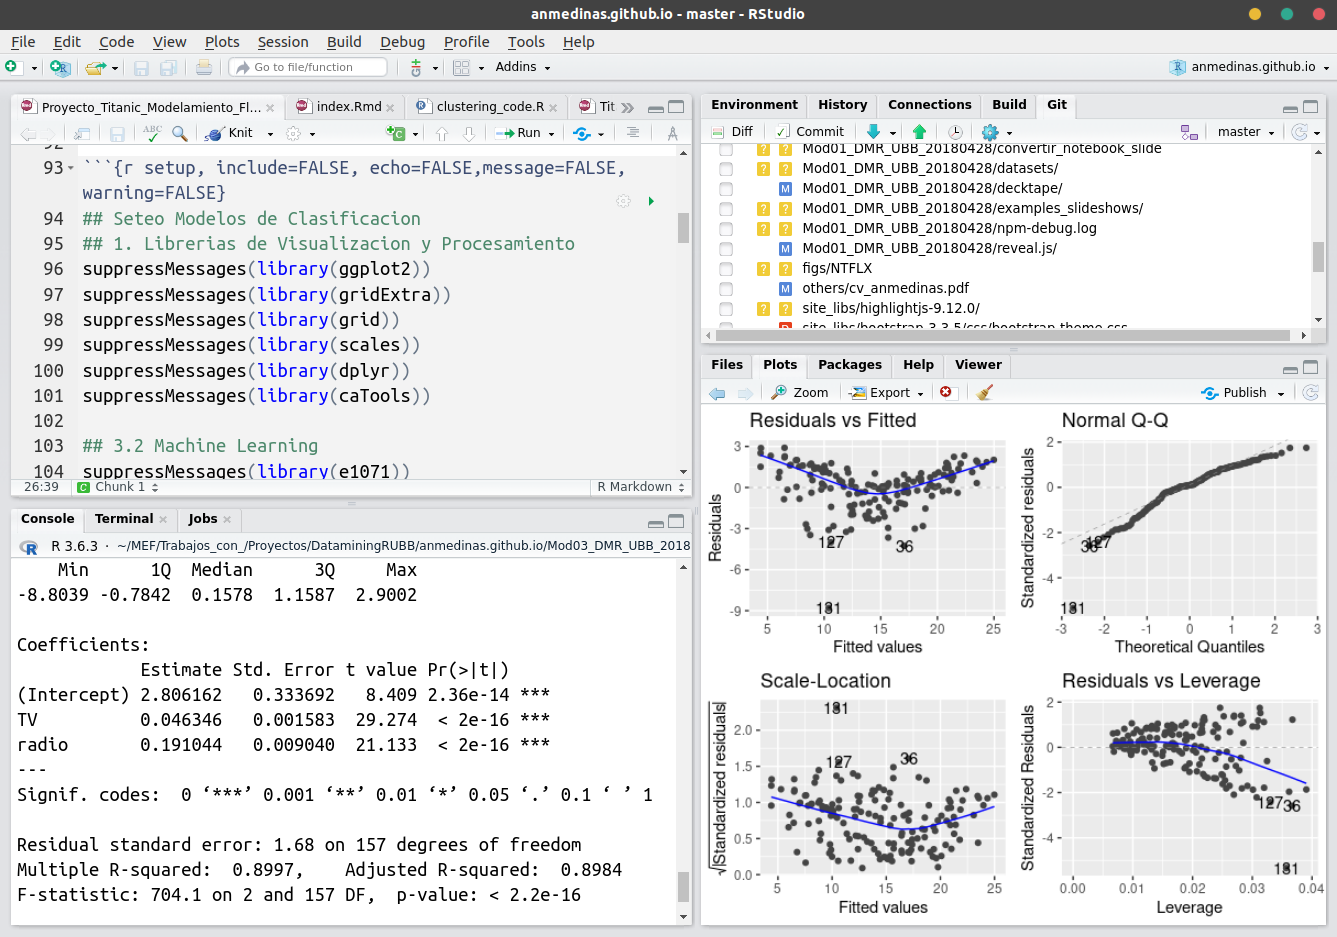 anmedinas.github.io - master - RStudio
File Edit Code View Plots Session Build Debug Profile Tools Help
Go to file/function Addins anmedinas.github.io
Proyecto_Titanic_Modelamiento_Fl... index.Rmd clustering_code.R Tit
ABC Knit Run
92
93 ```{r setup, include=FALSE, echo=FALSE,message=FALSE,
warning=FALSE}
94 ## Seteo Modelos de Clasificacion
95 ## 1. Librerias de Visualizacion y Procesamiento
96 suppressMessages(library(ggplot2))
97 suppressMessages(library(gridExtra))
98 suppressMessages(library(grid))
99 suppressMessages(library(scales))
100 suppressMessages(library(dplyr))
101 suppressMessages(library(caTools))
102
103 ## 3.2 Machine Learning
104 suppressMessages(library(e1071))
26:39 Chunk 1 R Markdown
Console Terminal Jobs
R 3.6.3 · ~/MEF/Trabajos_con_/Proyectos/DataminingRUBB/anmedinas.github.io/Mod03_DMR_UBB_2018
Min 1Q Median 3Q Max
-8.8039 -0.7842 0.1578 1.1587 2.9002
Coefficients:
Estimate Std. Error t value Pr(>|t|)
(Intercept) 2.806162 0.333692 8.409 2.36e-14 ***
TV 0.046346 0.001583 29.274 < 2e-16 ***
radio 0.191044 0.009040 21.133 < 2e-16 ***
---
Signif. codes: 0 ‘***’ 0.001 ‘**’ 0.01 ‘*’ 0.05 ‘.’ 0.1 ‘ ’ 1
Residual standard error: 1.68 on 157 degrees of freedom
Multiple R-squared: 0.8997, Adjusted R-squared: 0.8984
F-statistic: 704.1 on 2 and 157 DF, p-value: < 2.2e-16
Environment History Connections Build Git
Diff Commit master
? ? Mod01_DMR_UBB_20180428/convertir_notebook_slide
? ? Mod01_DMR_UBB_20180428/datasets/
M Mod01_DMR_UBB_20180428/decktape/
? ? Mod01_DMR_UBB_20180428/examples_slideshows/
? ? Mod01_DMR_UBB_20180428/npm-debug.log
M Mod01_DMR_UBB_20180428/reveal.js/
? ? figs/NTFLX
M others/cv_anmedinas.pdf
? ? site_libs/highlightjs-9.12.0/
D site_libs/bootstrap-3.3.5/css/bootstrap-theme.css
Files Plots Packages Help Viewer
Zoom Export Publish
Residuals vs Fitted
Residuals
3
0
-3
-6
-9
127 36
131
5 10 15 20 25
Fitted values
Normal Q-Q
Standardized residuals
2
0
-2
-4
36 127
131
-3 -2 -1 0 1 2 3
Theoretical Quantiles
Scale-Location
√|Standardized residuals|
2.0
1.5
1.0
0.5
0.0
131
127 36
5 10 15 20 25
Fitted values
Residuals vs Leverage
Standardized Residuals
2
0
-2
-4
127 36
131
0.00 0.01 0.02 0.03 0.04
Leverage